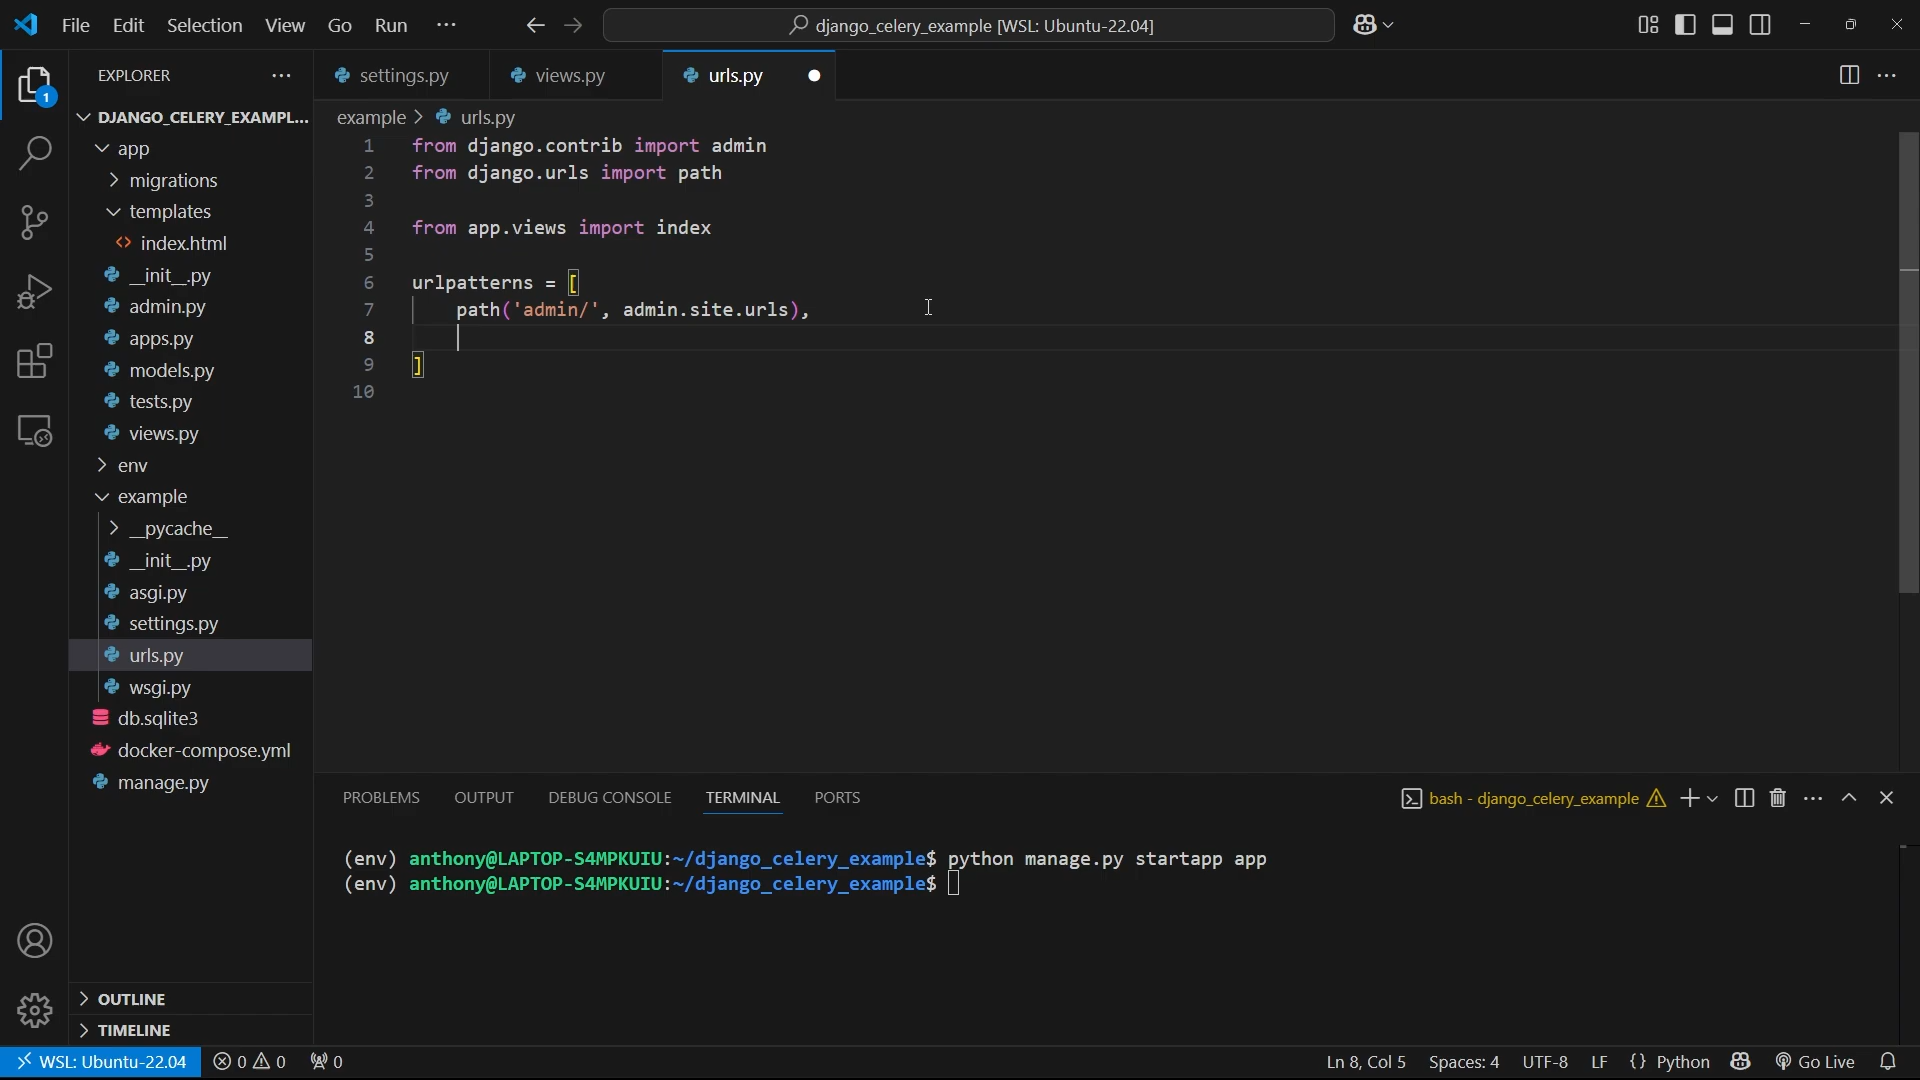 File Edit Selection View Go Run ···
django_celery_example [WSL: Ubuntu-22.04]
EXPLORER ···
1
DJANGO_CELERY_EXAMPL...
app
migrations
templates
<> index.html
__init__.py
admin.py
apps.py
models.py
tests.py
views.py
env
example
__pycache__
__init__.py
asgi.py
settings.py
urls.py
wsgi.py
db.sqlite3
docker-compose.yml
manage.py
OUTLINE
TIMELINE
settings.py views.py urls.py
example > urls.py
1 from django.contrib import admin
2 from django.urls import path
3
4 from app.views import index
5
6 urlpatterns = [
7 path('admin/', admin.site.urls),
8
9 ]
10
PROBLEMS OUTPUT DEBUG CONSOLE TERMINAL PORTS
bash - django_celery_example
(env) anthony@LAPTOP-S4MPKUIU:~/django_celery_example$ python manage.py startapp app
(env) anthony@LAPTOP-S4MPKUIU:~/django_celery_example$
WSL: Ubuntu-22.04 0 0 0
Ln 8, Col 5 Spaces: 4 UTF-8 LF {} Python Go Live